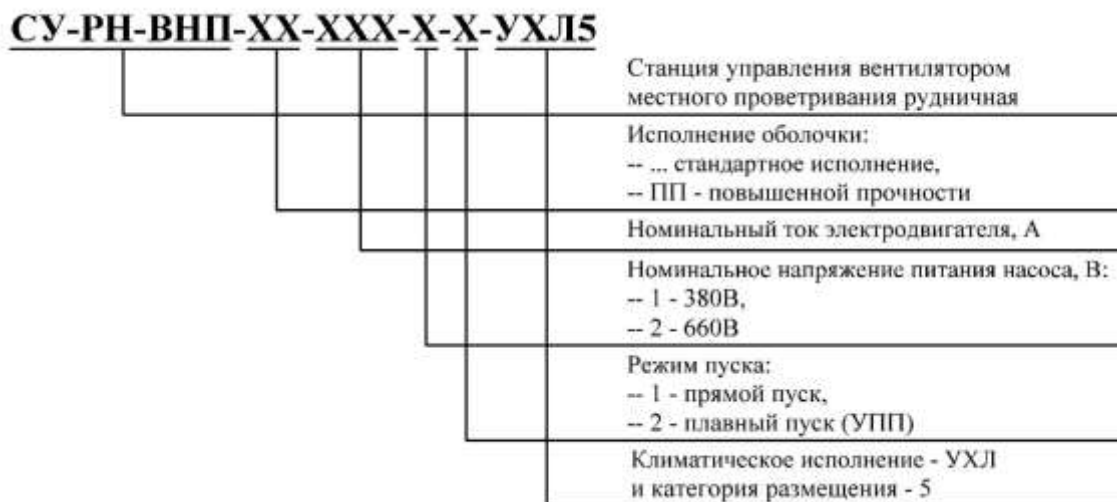 СУ-РН-ВНП-ХХ-ХХХ-Х-Х-УХЛ5
Станция управления вентилятором
местного проветривания рудничная
Исполнение оболочки:
-- ... стандартное исполнение,
-- ПП - повышенной прочности
Номинальный ток электродвигателя, А
Номинальное напряжение питания насоса, В:
-- 1 - 380В,
-- 2 - 660В
Режим пуска:
-- 1 - прямой пуск,
-- 2 - плавный пуск (УПП)
Климатическое исполнение - УХЛ
и категория размещения - 5